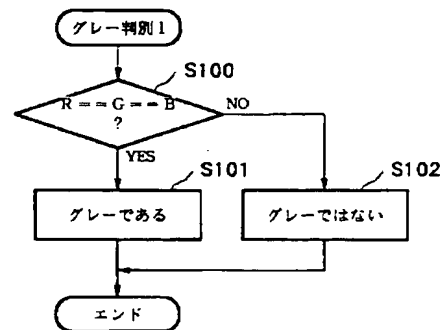 グレー判別1
S100
R == G == B
?
NO
YES
S101
S102
グレーである
グレーではない
エンド